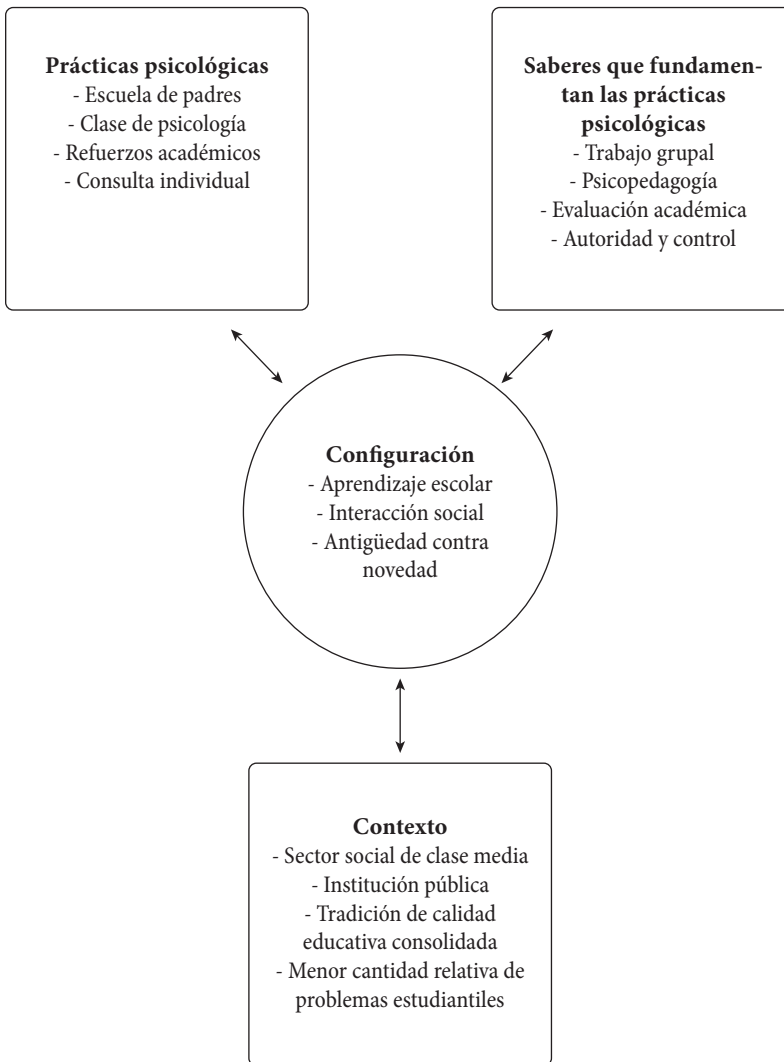 Prácticas psicológicas
- Escuela de padres
- Clase de psicología
- Refuerzos académicos
- Consulta individual
Saberes que fundamen-
tan las prácticas
psicológicas
- Trabajo grupal
- Psicopedagogía
- Evaluación académica
- Autoridad y control
Configuración
- Aprendizaje escolar
- Interacción social
- Antigüedad contra
novedad
Contexto
- Sector social de clase media
- Institución pública
- Tradición de calidad
educativa consolidada
- Menor cantidad relativa de
problemas estudiantiles